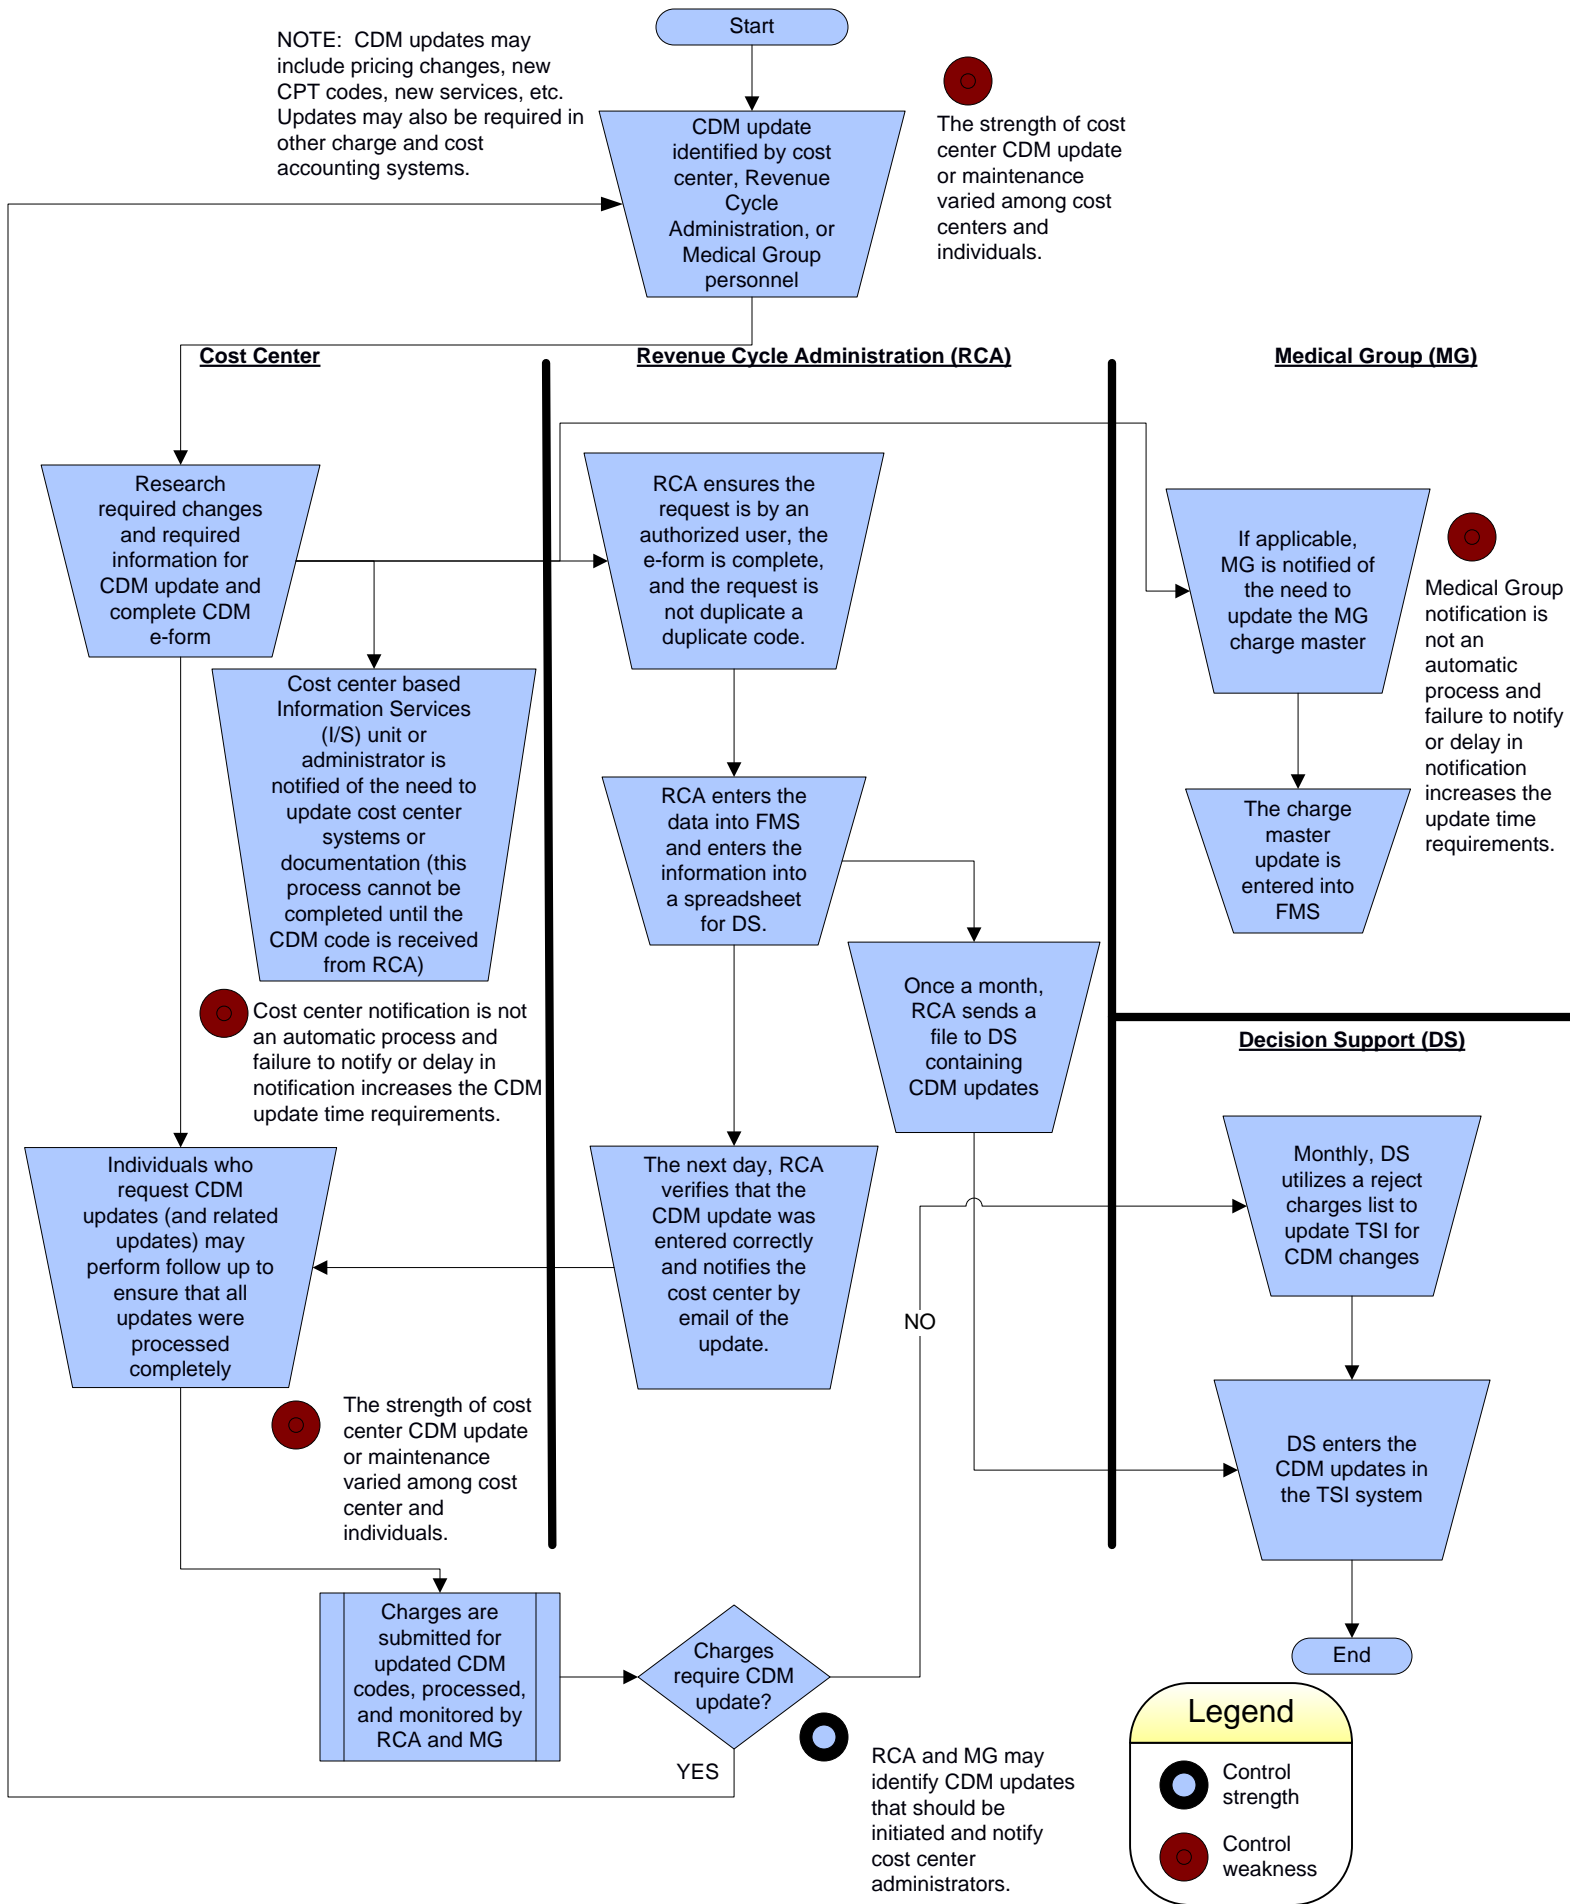 Start
NOTE:  CDM updates may
include pricing changes, new
CPT codes, new services, etc.
Updates may also be required in
other charge and cost
accounting systems.
CDM update
identified by cost
center, Revenue
Cycle
Administration, or
Medical Group
personnel
The strength of cost
center CDM update
or maintenance
varied among cost
centers and
individuals.
Cost Center
Revenue Cycle Administration (RCA)
Medical Group (MG)
Research
required changes
and required
information for
CDM update and
complete CDM
e-form
RCA ensures the
request is by an
authorized user, the
e-form is complete,
and the request is
not duplicate a
duplicate code.
If applicable,
MG is notified of
the need to
update the MG
charge master
Medical Group
notification is
not an
automatic
process and
failure to notify
or delay in
notification
increases the
update time
requirements.
Cost center based
Information Services
(I/S) unit or
administrator is
notified of the need to
update cost center
systems or
documentation (this
process cannot be
completed until the
CDM code is received
from RCA)
RCA enters the
data into FMS
and enters the
information into
a spreadsheet
for DS.
The charge
master
update is
entered into
FMS
Once a month,
RCA sends a
file to DS
containing
CDM updates
Cost center notification is not
an automatic process and
failure to notify or delay in
notification increases the CDM
update time requirements.
Decision Support (DS)
Individuals who
request CDM
updates (and related
updates) may
perform follow up to
ensure that all
updates were
processed
completely
The next day, RCA
verifies that the
CDM update was
entered correctly
and notifies the
cost center by
email of the
update.
Monthly, DS
utilizes a reject
charges list to
update TSI for
CDM changes
NO
The strength of cost
center CDM update
or maintenance
varied among cost
center and
individuals.
DS enters the
CDM updates in
the TSI system
Charges are
submitted for
updated CDM
codes, processed,
and monitored by
RCA and MG
Charges
require CDM
update?
End
YES
RCA and MG may
identify CDM updates
that should be
initiated and notify
cost center
administrators.
Legend
Control
strength
Control
weakness